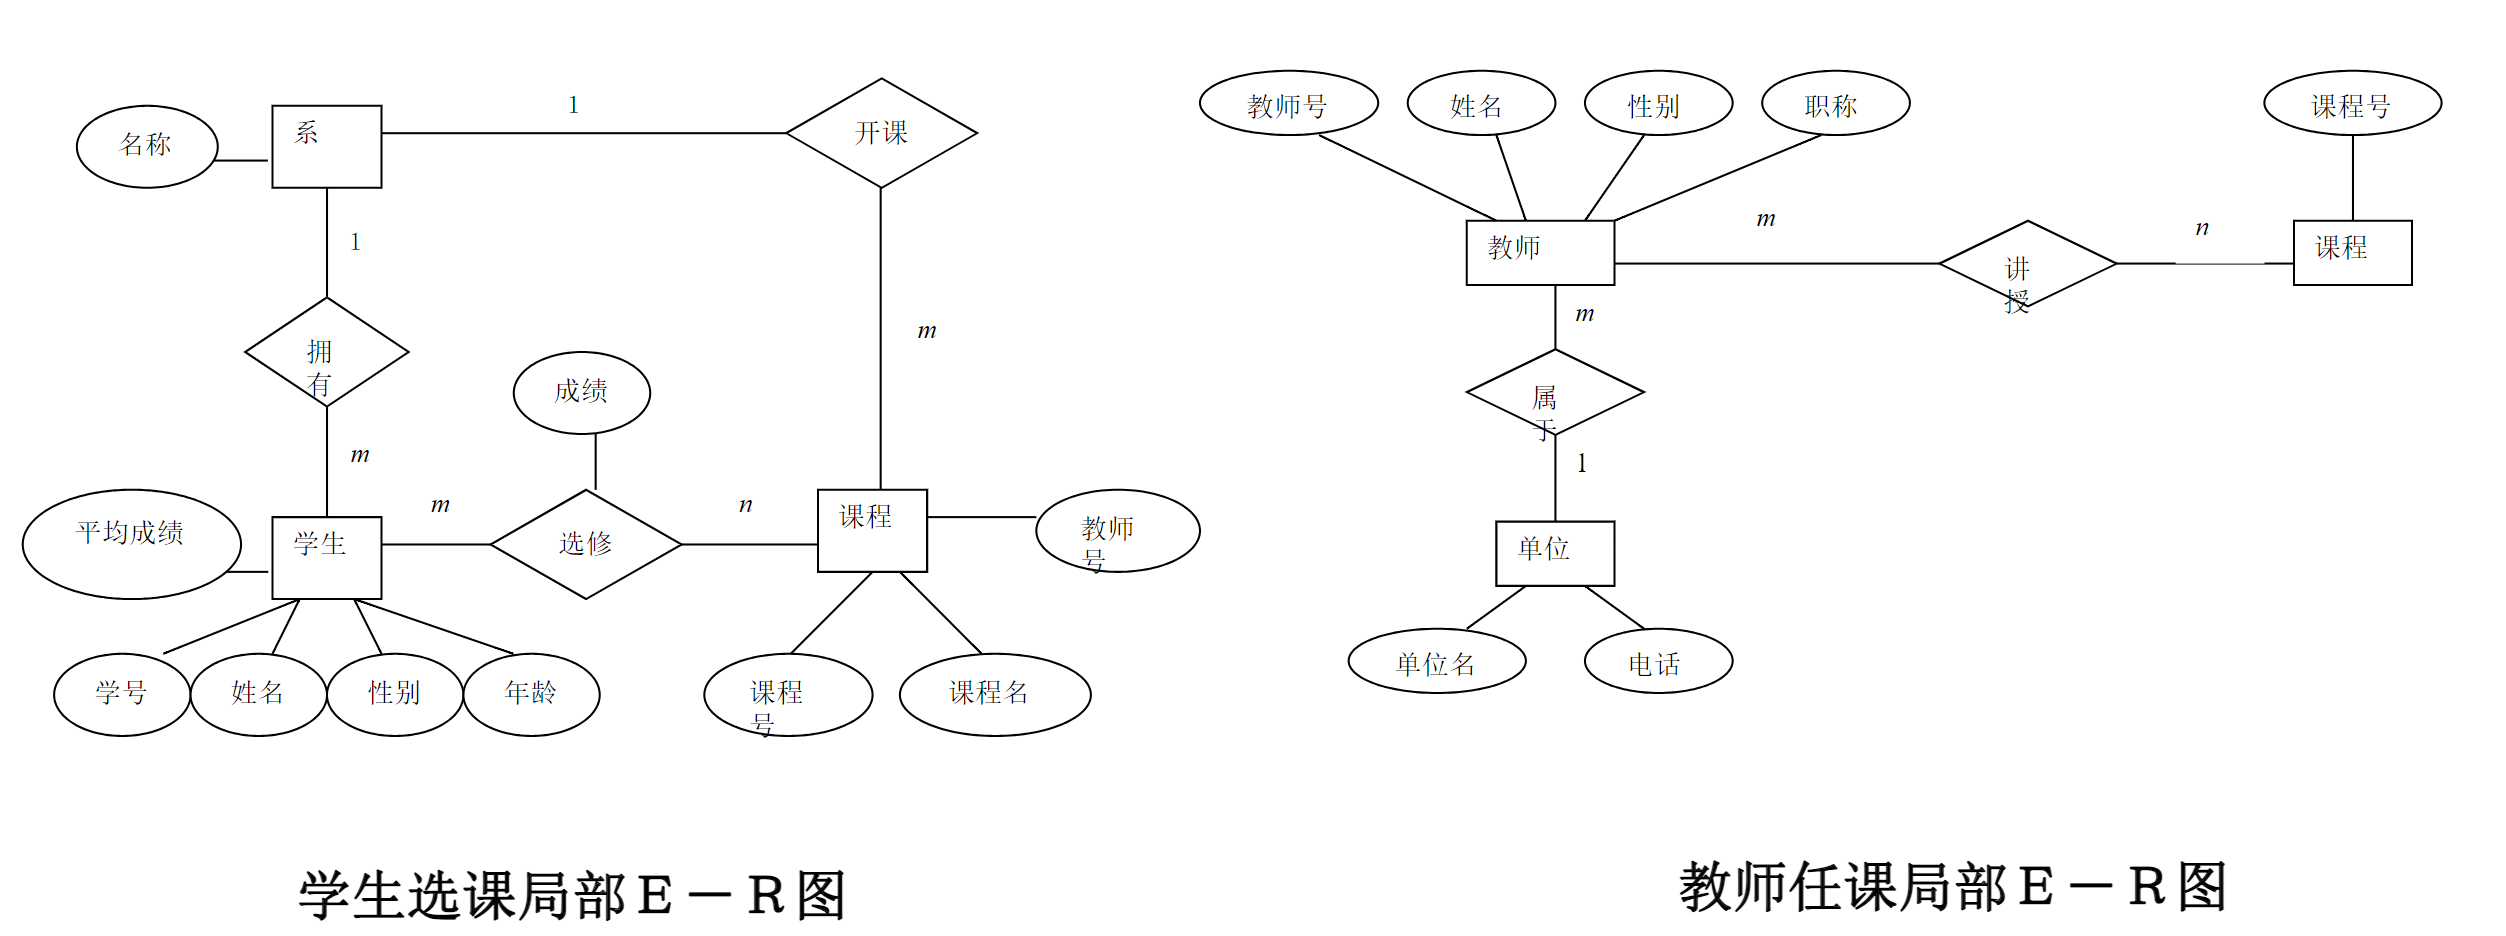 1
名称
系
开课
1
拥
有
m
m
成绩
平均成绩
学生
m
选修
n
课程
教师
号
学号
姓名
性别
年龄
课程
号
课程名
学生选课局部E－R图
教师号
姓名
性别
职称
课程号
教师
m
讲
授
n
课程
m
属
于
1
单位
单位名
电话
教师任课局部E－R图